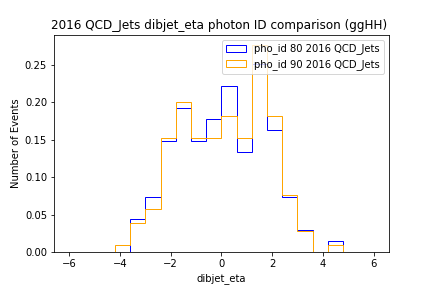 2016 QCD_Jets dibjet_eta photon ID comparison (ggHH)
pho_id 80 2016 QCD_Jets
pho_id 90 2016 QCD_Jets
Number of Events
0.25
0.20
0.15
0.10
0.05
0.00
−6 −4 −2 0 2 4 6
dibjet_eta